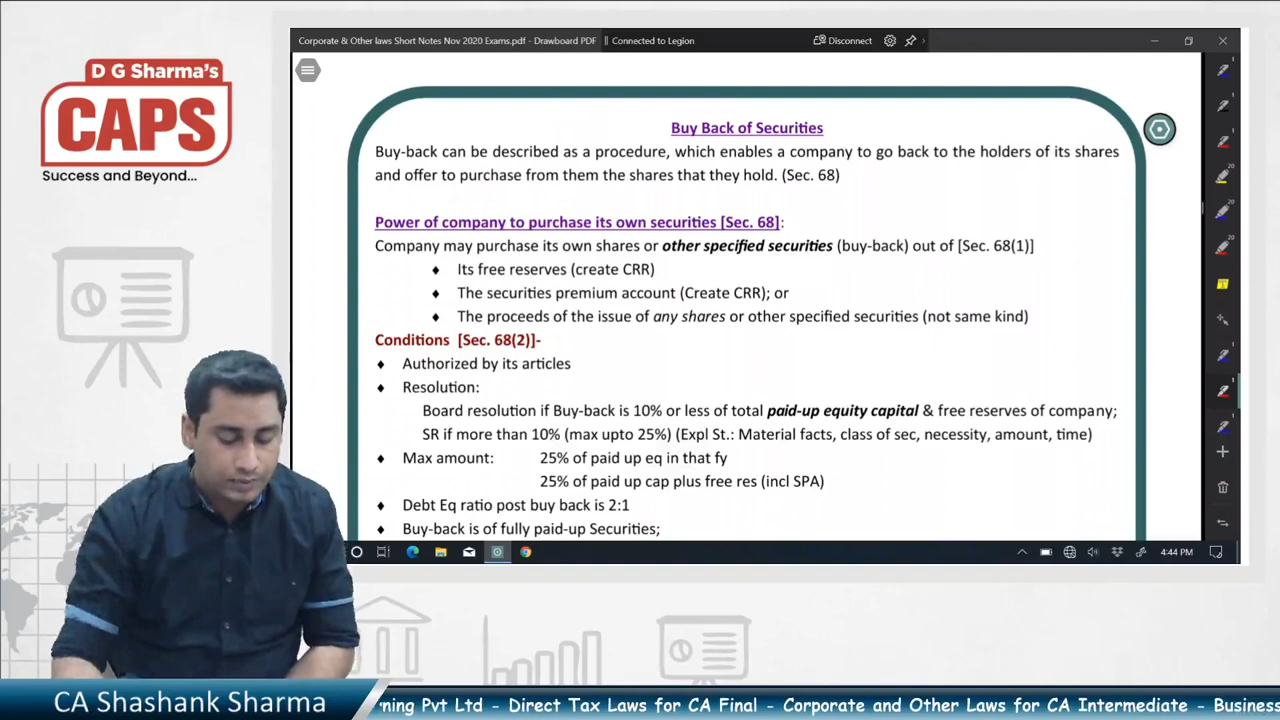 D G Sharma's
CAPS
Success and Beyond...
Corporate & Other laws Short Notes Nov 2020 Exams.pdf - Drawboard PDF
Connected to Legion
Disconnect
Buy Back of Securities
Buy-back can be described as a procedure, which enables a company to go back to the holders of its shares
and offer to purchase from them the shares that they hold. (Sec. 68)
Power of company to purchase its own securities [Sec. 68]:
Company may purchase its own shares or other specified securities (buy-back) out of [Sec. 68(1)]
♦ Its free reserves (create CRR)
♦ The securities premium account (Create CRR); or
♦ The proceeds of the issue of any shares or other specified securities (not same kind)
Conditions [Sec. 68(2)]-
♦ Authorized by its articles
♦ Resolution:
Board resolution if Buy-back is 10% or less of total paid-up equity capital & free reserves of company;
SR if more than 10% (max upto 25%) (Expl St.: Material facts, class of sec, necessity, amount, time)
♦ Max amount: 25% of paid up eq in that fy
25% of paid up cap plus free res (incl SPA)
♦ Debt Eq ratio post buy back is 2:1
♦ Buy-back is of fully paid-up Securities;
4:44 PM
CA Shashank Sharma
ning Pvt Ltd - Direct Tax Laws for CA Final - Corporate and Other Laws for CA Intermediate - Business